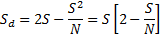 S_d = 2S − S²/N = S[2 − S/N]